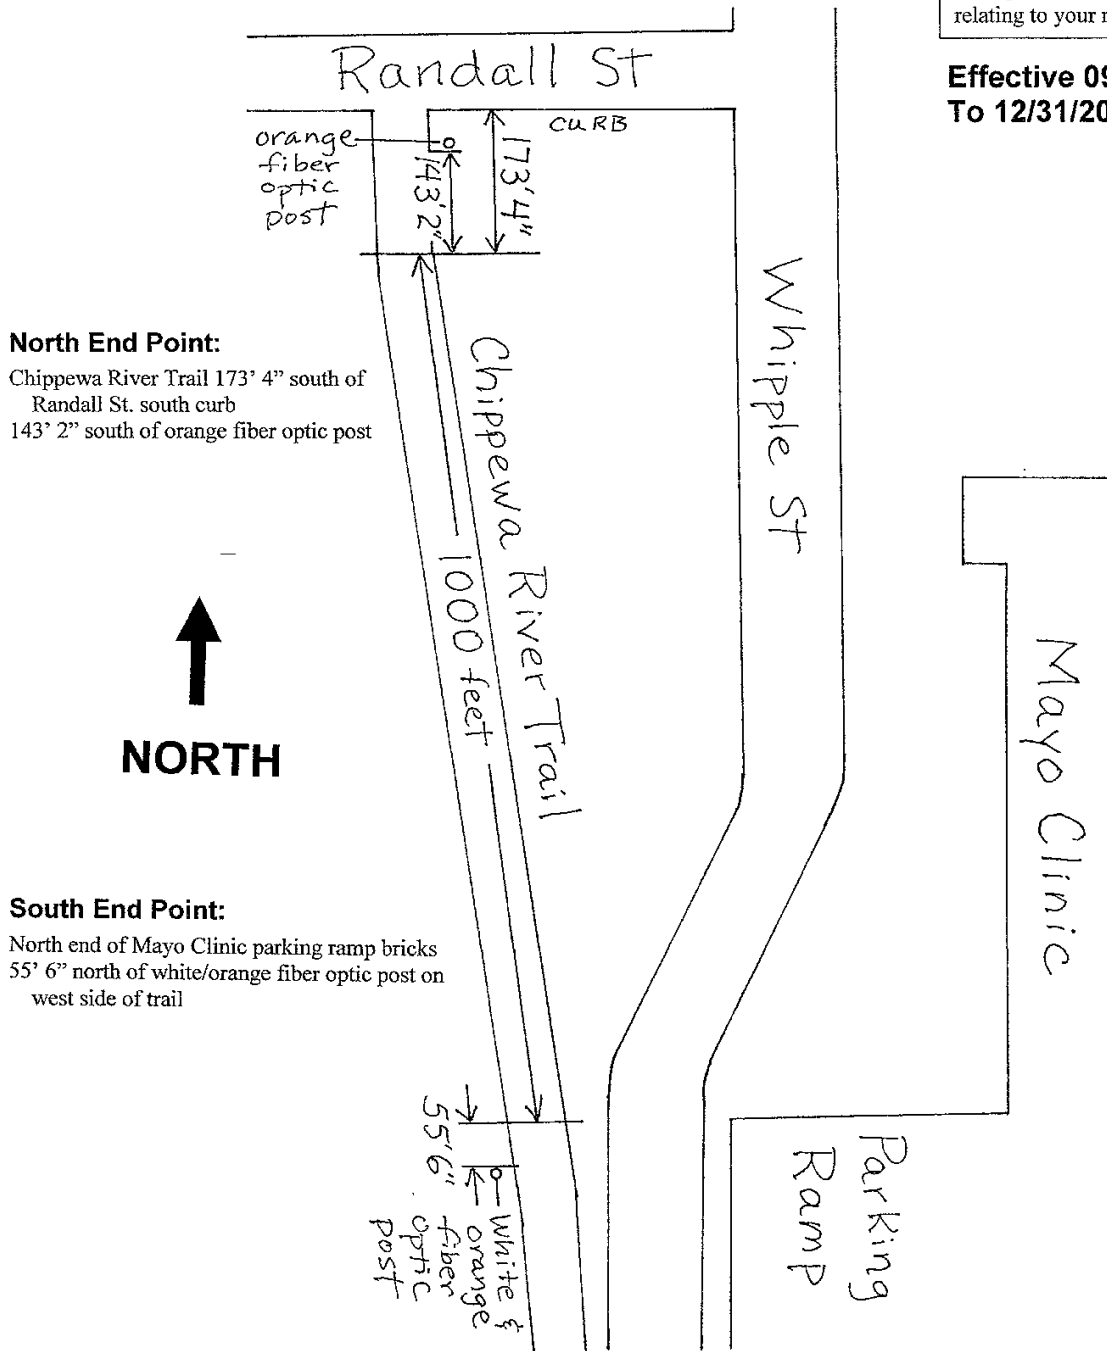 relating to your
Effective 09
To 12/31/20
Randall St
CURB
orange
fiber
optic
post
143'2"
173'4"
Whipple St
North End Point:
Chippewa River Trail 173’ 4” south of
Randall St. south curb
143’ 2” south of orange fiber optic post
Chippewa River Trail
1000 feet
NORTH
Mayo Clinic
South End Point:
North end of Mayo Clinic parking ramp bricks
55’ 6” north of white/orange fiber optic post on
west side of trail
55'6"
White &
orange
fiber
optic
post
Parking
Ramp